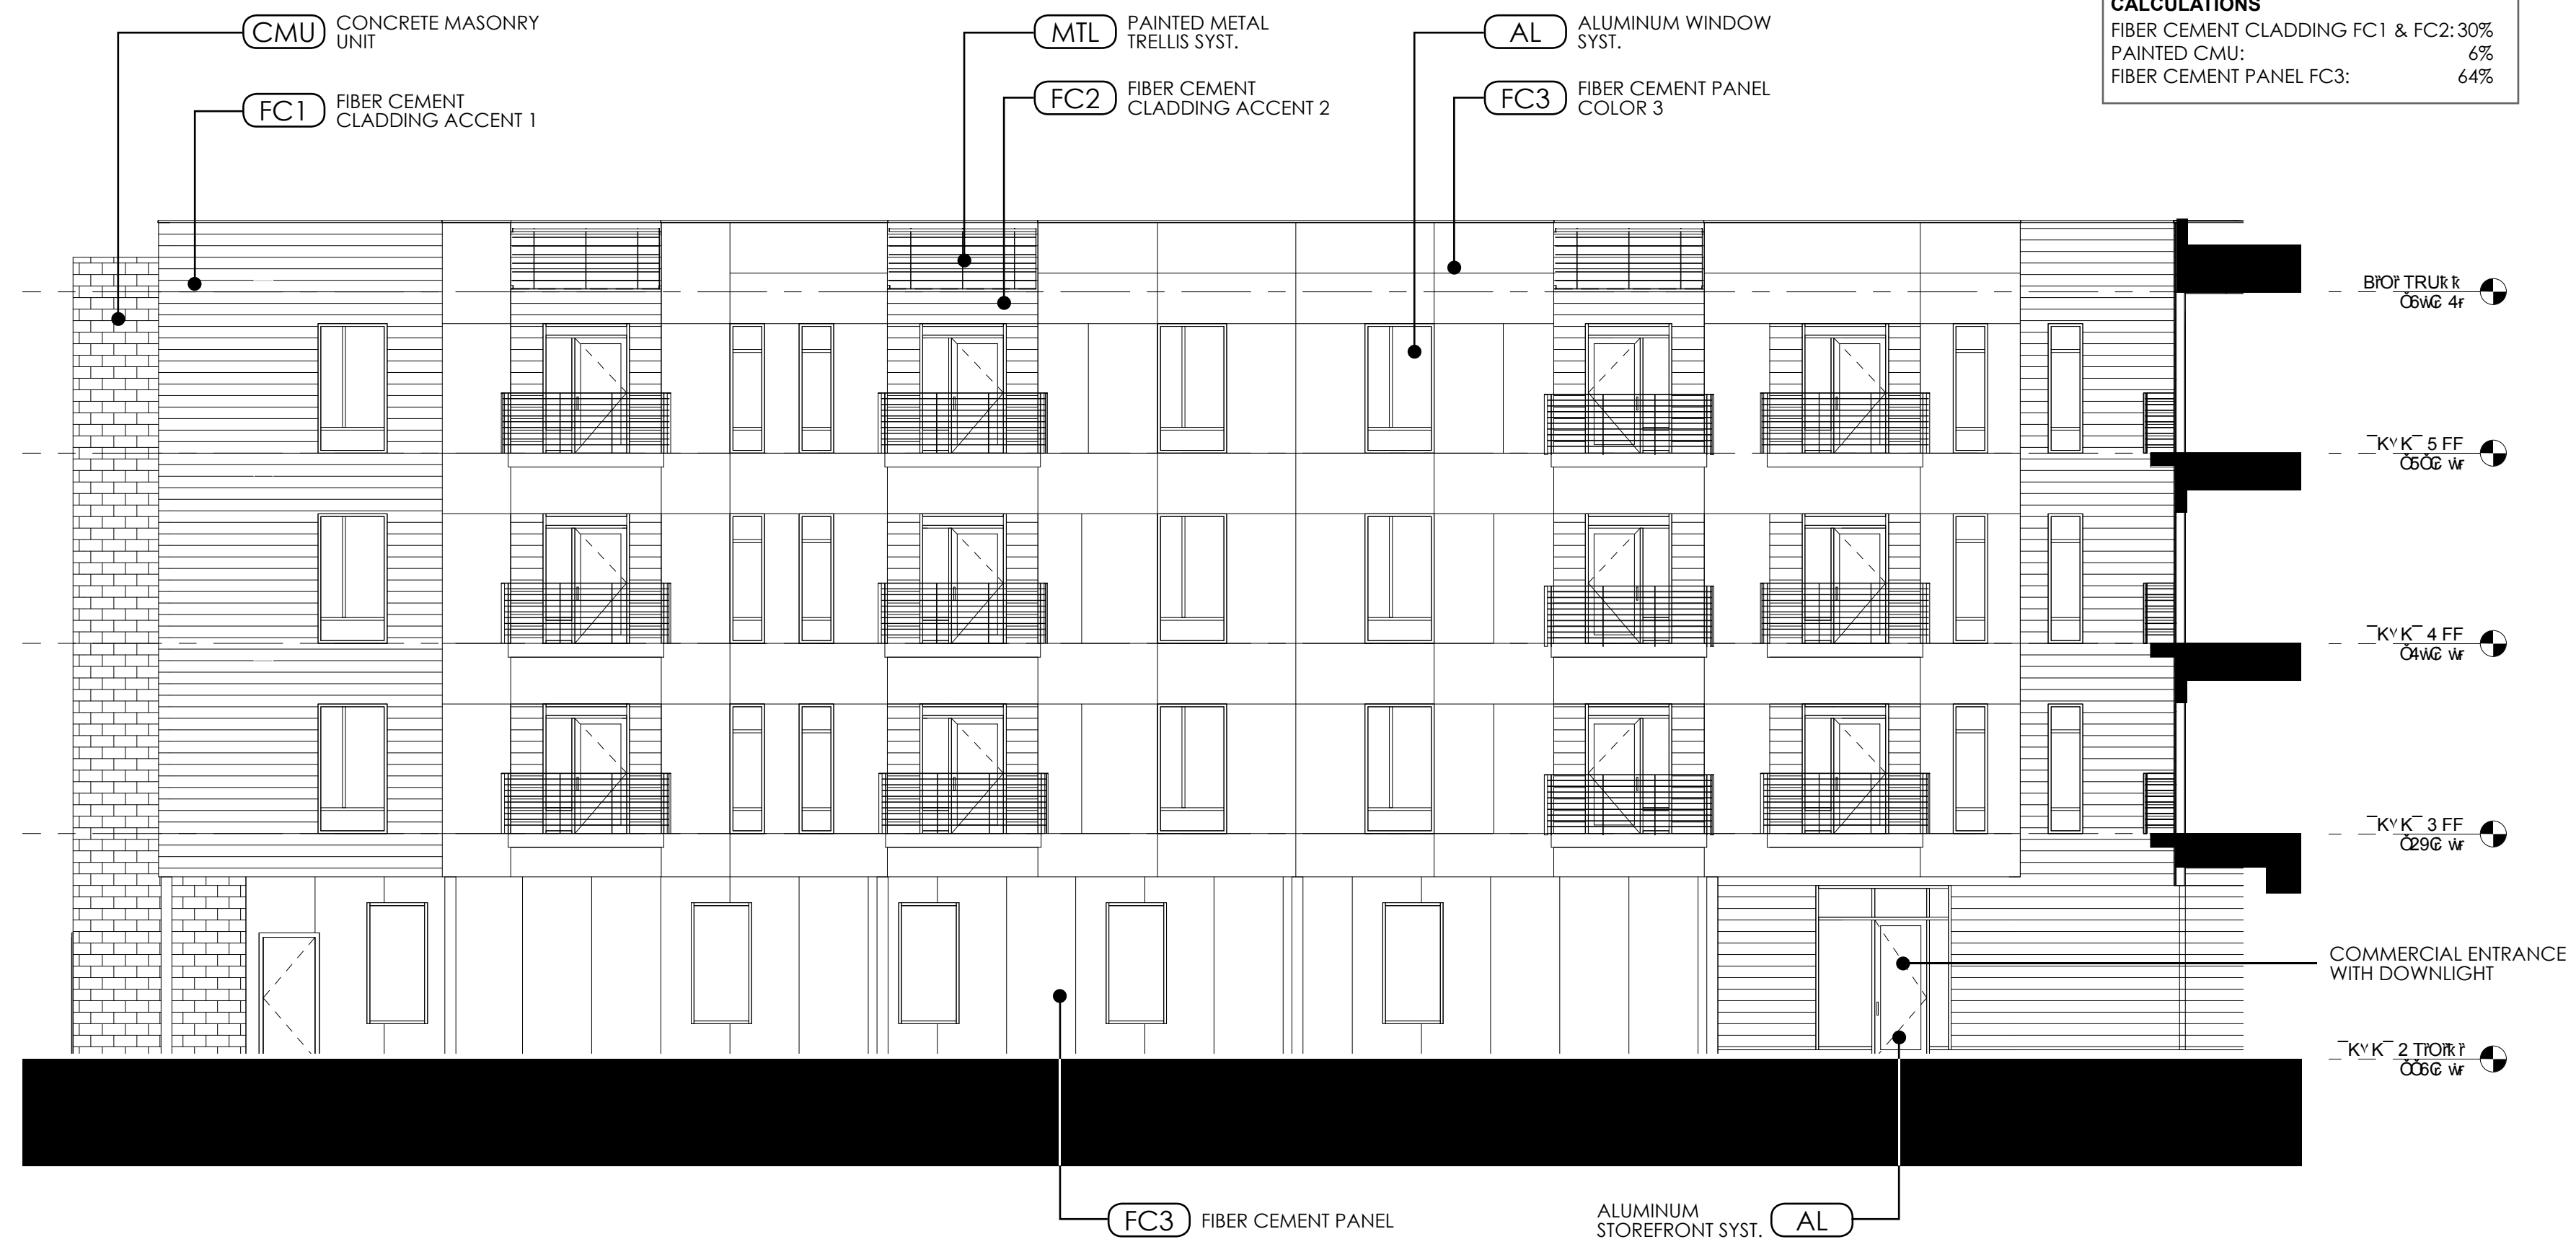 CALCULATIONS
FIBER CEMENT CLADDING FC1 & FC2: 30%
PAINTED CMU: 6%
FIBER CEMENT PANEL FC3: 64%
CMU
CONCRETE MASONRY
UNIT
FC1
FIBER CEMENT
CLADDING ACCENT 1
MTL
PAINTED METAL
TRELLIS SYST.
FC2
FIBER CEMENT
CLADDING ACCENT 2
AL
ALUMINUM WINDOW
SYST.
FC3
FIBER CEMENT PANEL
COLOR 3
5 FF
4 FF
3 FF
COMMERCIAL ENTRANCE
WITH DOWNLIGHT
2
FC3
FIBER CEMENT PANEL
ALUMINUM
STOREFRONT SYST.
AL